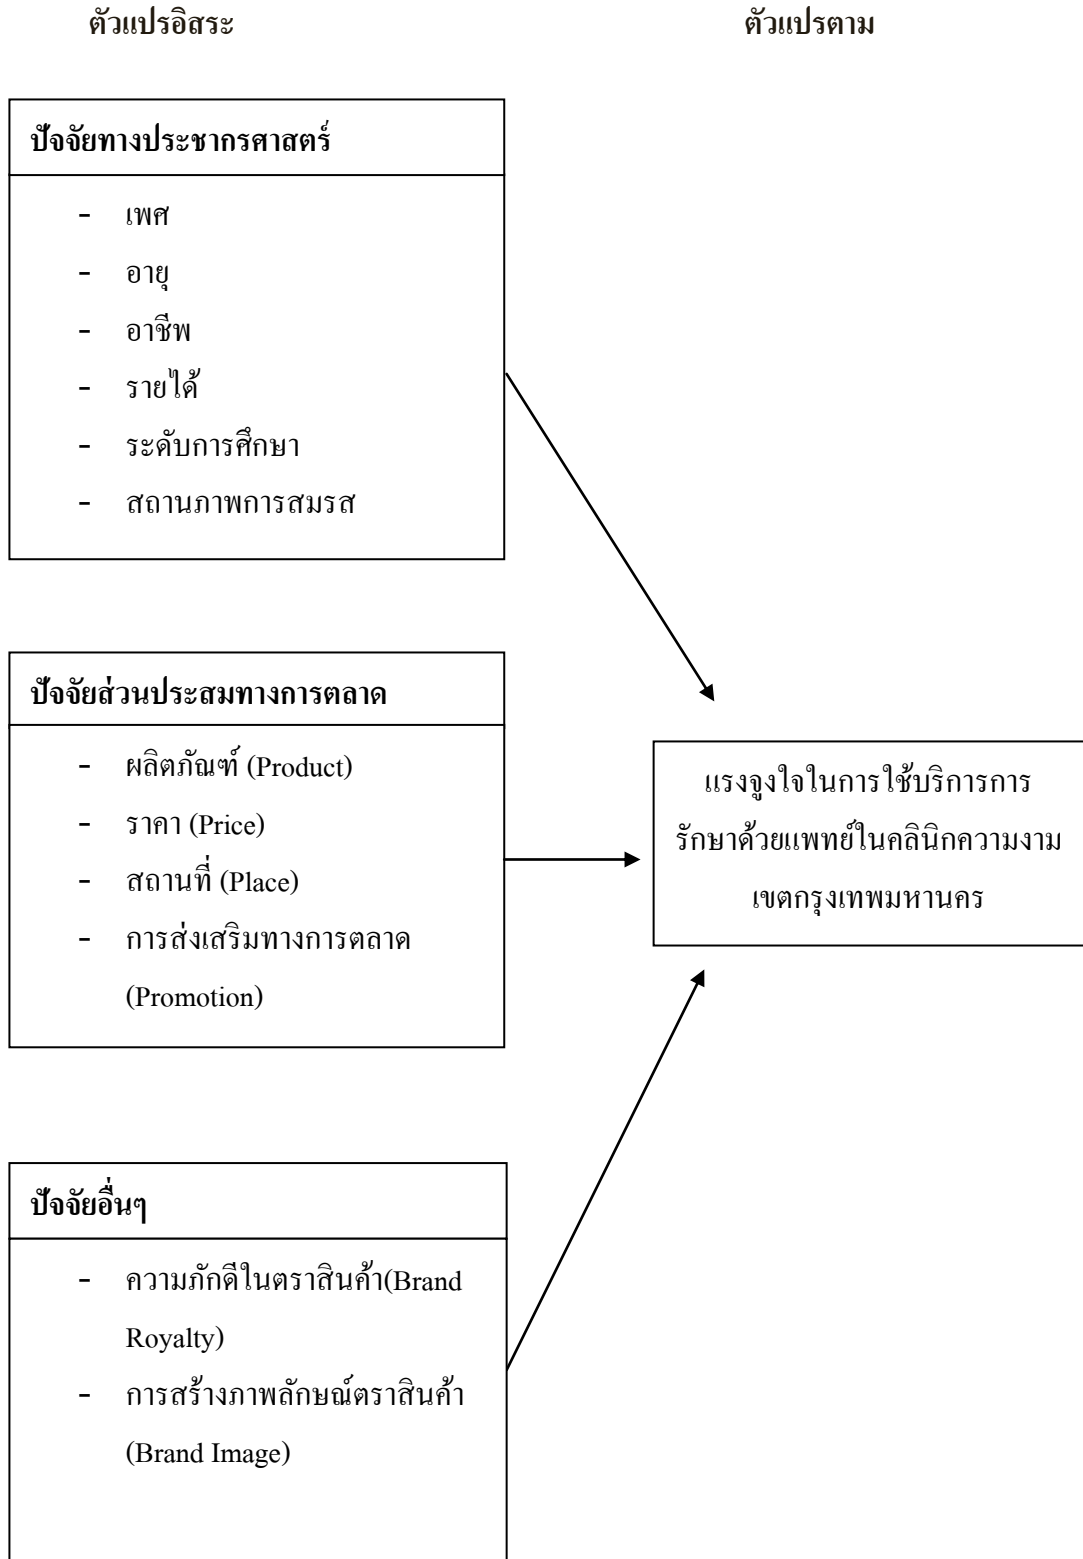 ตัวแปรอิสระ
ตัวแปรตาม
ปัจจัยทางประชากรศาสตร์
- เพศ
- อายุ
- อาชีพ
- รายได้
- ระดับการศึกษา
- สถานภาพการสมรส
ปัจจัยส่วนประสมทางการตลาด
- ผลิตภัณฑ์ (Product)
- ราคา (Price)
- สถานที่ (Place)
- การส่งเสริมทางการตลาด
(Promotion)
แรงจูงใจในการใช้บริการการ
รักษาด้วยแพทย์ในคลินิกความงาม
เขตกรุงเทพมหานคร
ปัจจัยอื่นๆ
- ความภักดีในตราสินค้า(Brand
Royalty)
- การสร้างภาพลักษณ์ตราสินค้า
(Brand Image)